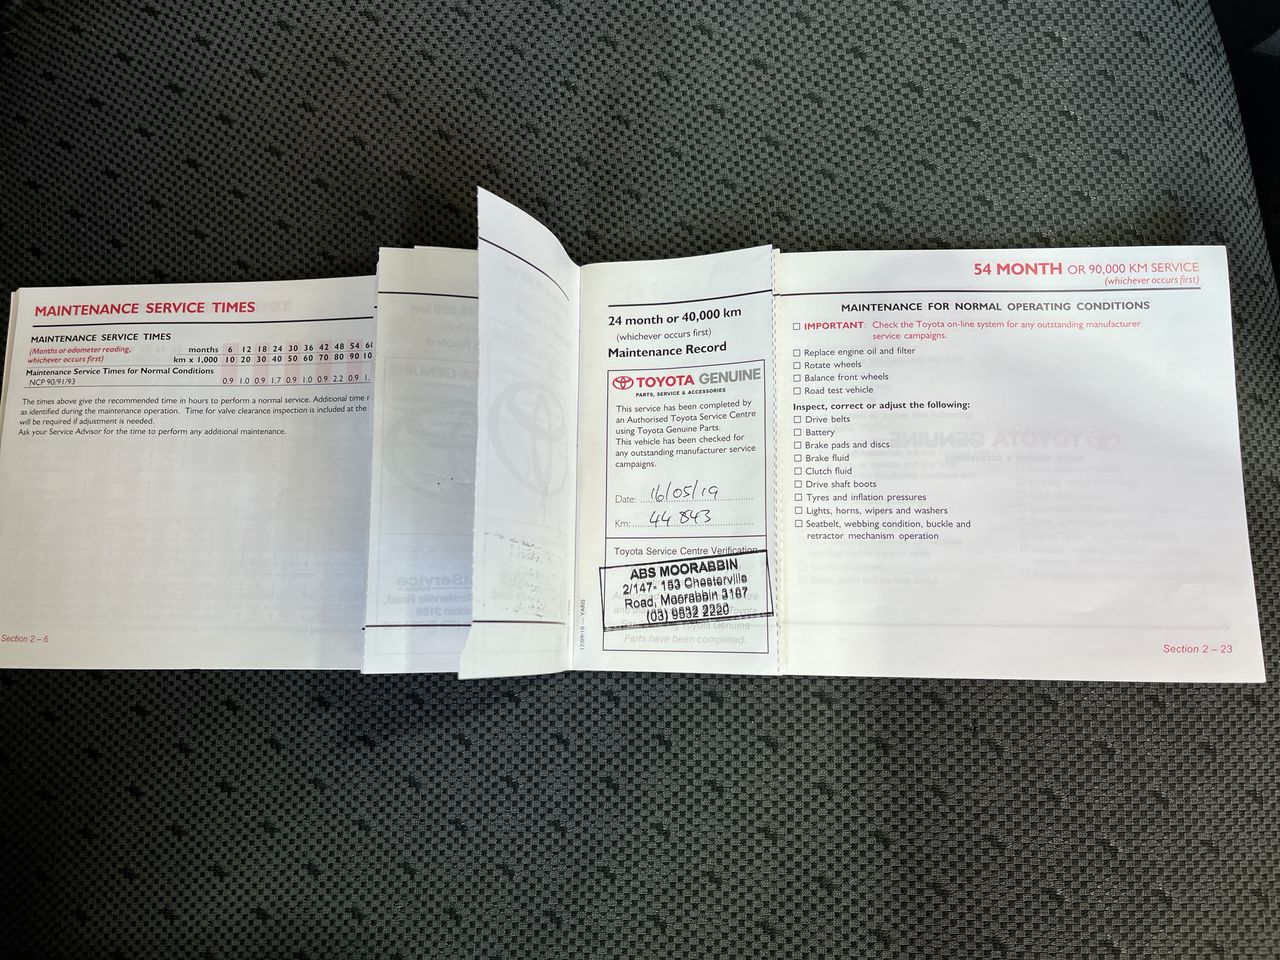 MAINTENANCE SERVICE TIMES
MAINTENANCE SERVICE TIMES
(Months or odometer reading, whichever occurs first)
months 6 12 18 24 30 36 42 48 54 60
km x 1,000 10 20 30 40 50 60 70 80 90 10
Maintenance Service Times for Normal Conditions
NCP 90/91/93 0.9 1.0 0.9 1.7 0.9 1.0 0.9 2.2 0.9 1.
The times above give the recommended time in hours to perform a normal service. Additional time r
as identified during the maintenance operation. Time for valve clearance inspection is included at the
will be required if adjustment is needed.
Ask your Service Advisor for the time to perform any additional maintenance.
Section 2 – 6
24 month or 40,000 km
(whichever occurs first)
Maintenance Record
TOYOTA GENUINE
PARTS, SERVICE & ACCESSORIES
This service has been completed by
an Authorised Toyota Service Centre
using Toyota Genuine Parts.
This vehicle has been checked for
any outstanding manufacturer service
campaigns.
Date: 16/05/19
Km: 44 843
Toyota Service Centre Verification
ABS MOORABBIN
2/147- 153 Chesterville
Road, Moorabbin 3187
(03) 9532 2220
Parts have been completed.
17/09/10 — YARIS
54 MONTH OR 90,000 KM SERVICE
(whichever occurs first)
MAINTENANCE FOR NORMAL OPERATING CONDITIONS
IMPORTANT: Check the Toyota on-line system for any outstanding manufacturer
service campaigns.
Replace engine oil and filter
Rotate wheels
Balance front wheels
Road test vehicle
Inspect, correct or adjust the following:
Drive belts
Battery
Brake pads and discs
Brake fluid
Clutch fluid
Drive shaft boots
Tyres and inflation pressures
Lights, horns, wipers and washers
Seatbelt, webbing condition, buckle and
retractor mechanism operation
Section 2 – 23